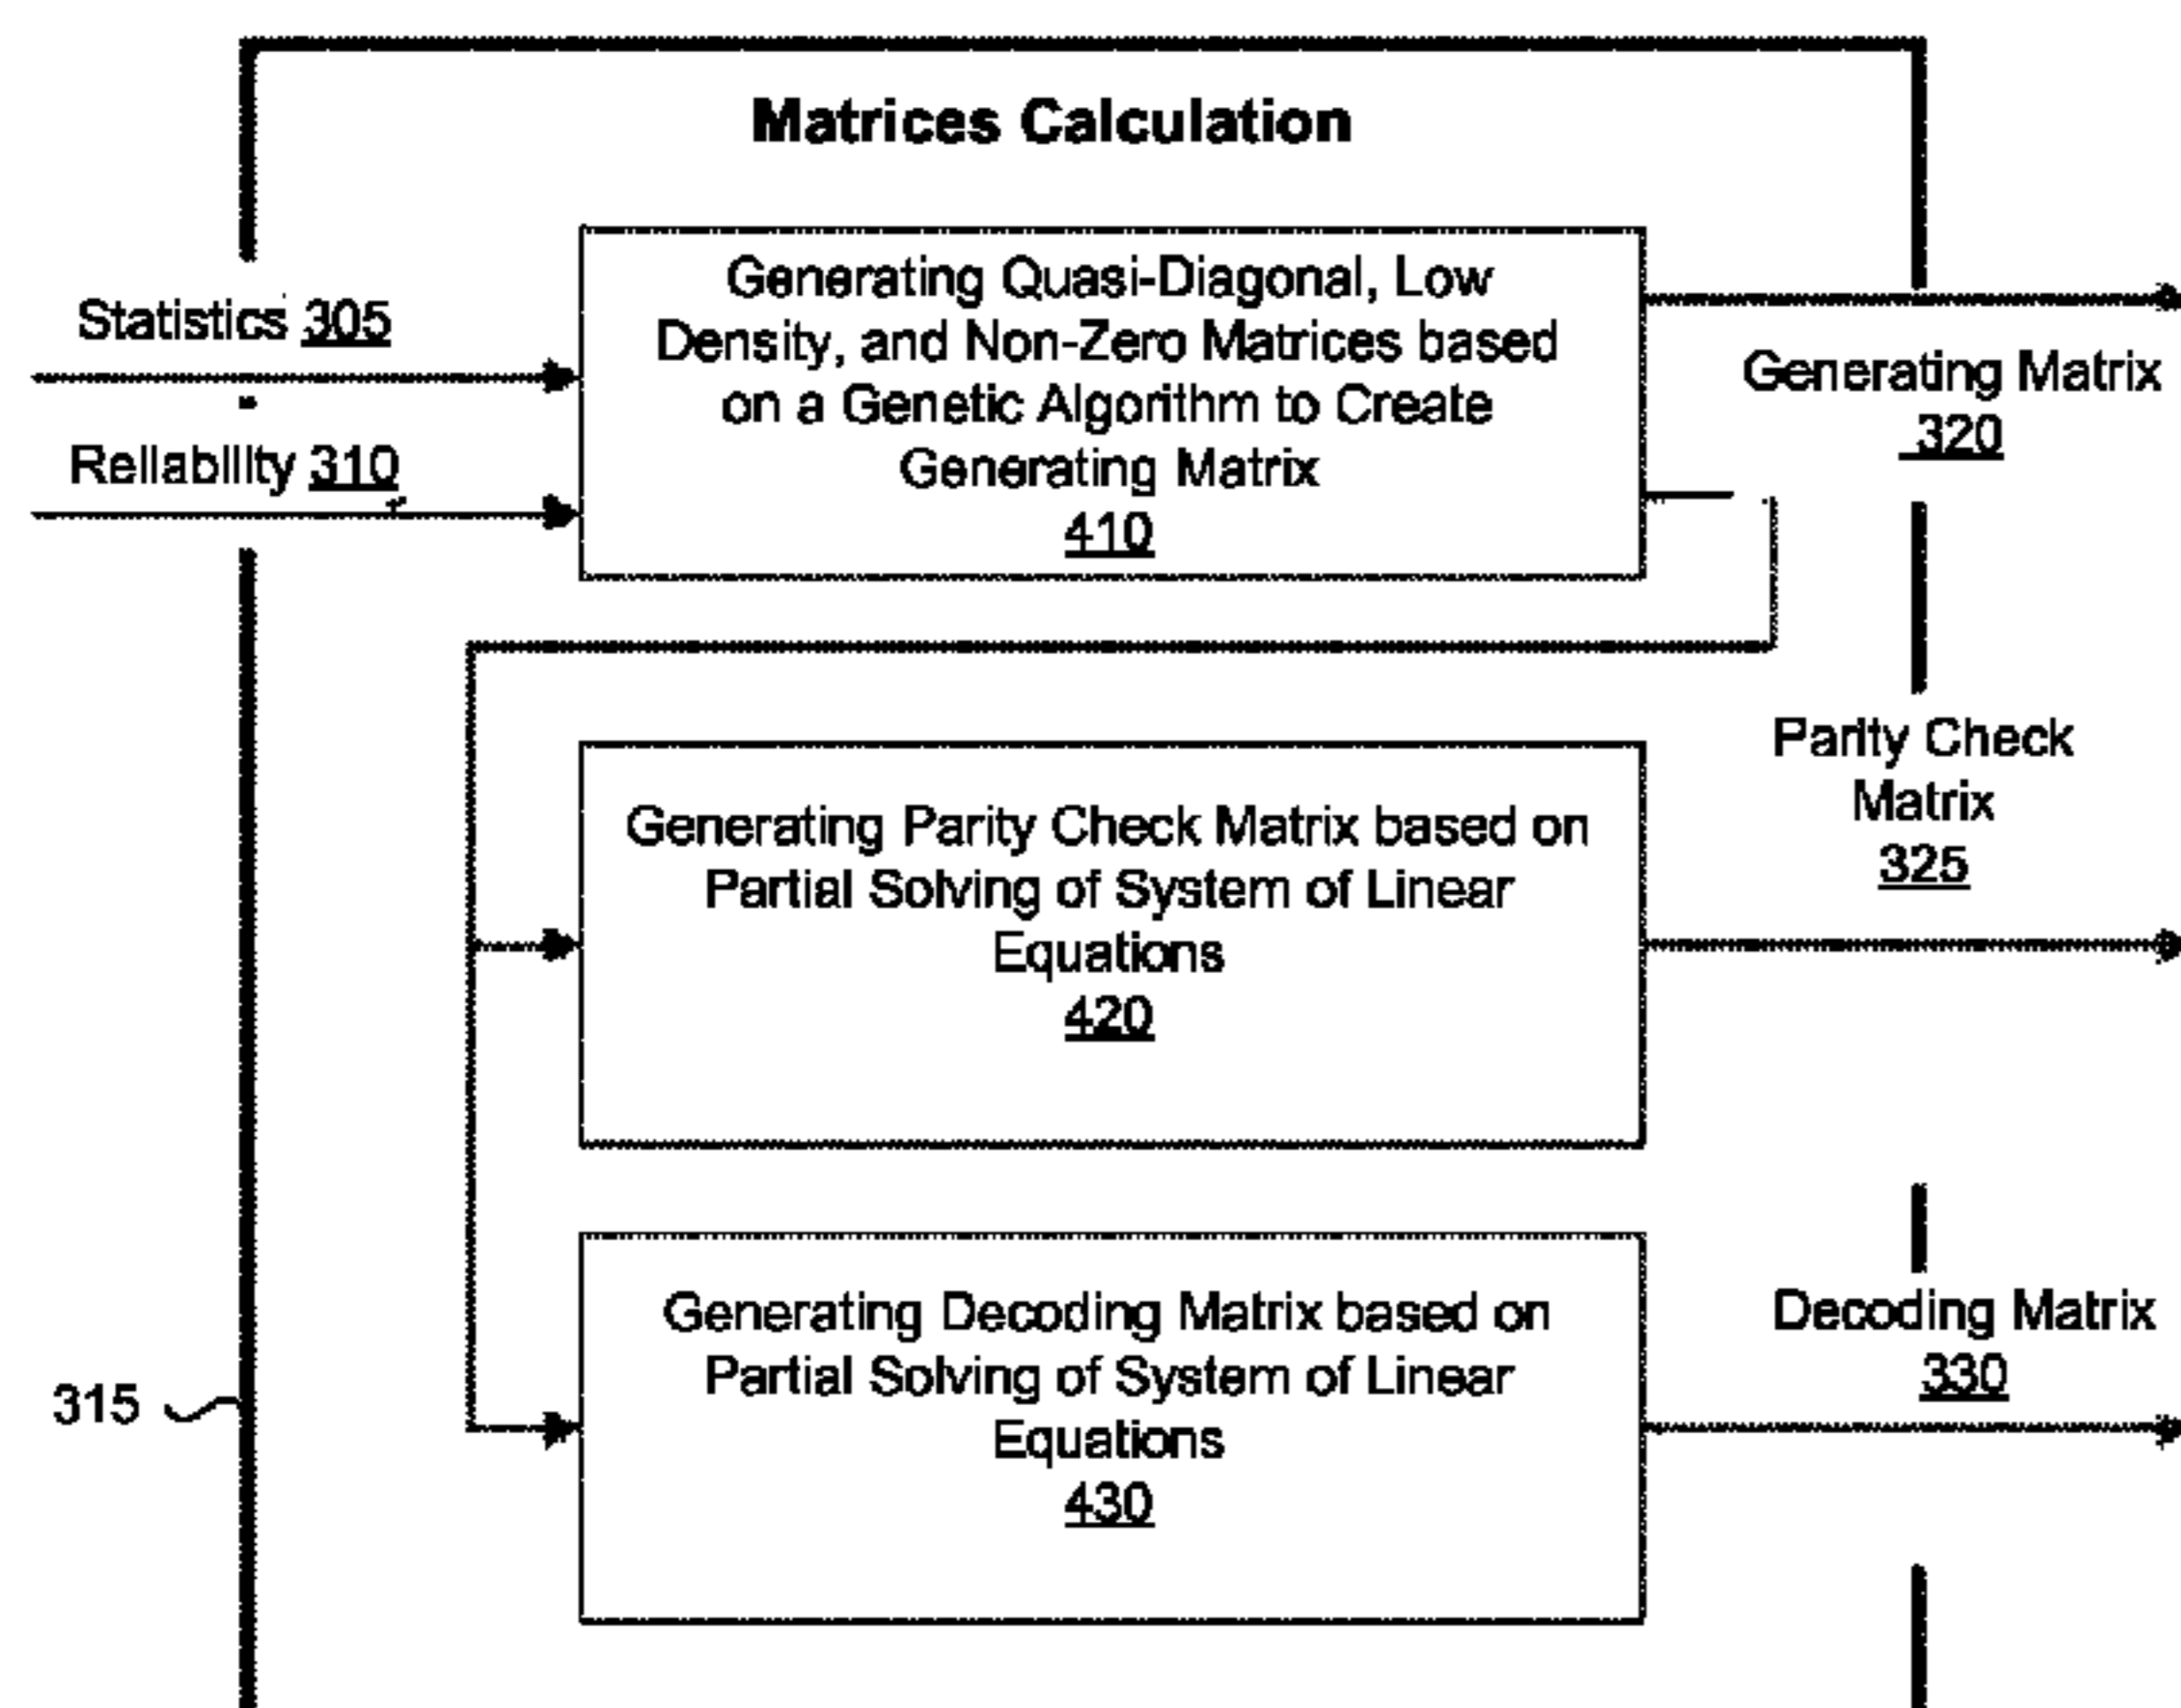 Matrices Calculation
Statistics 305
Reliability 310
Generating Quasi-Diagonal, Low
Density, and Non-Zero Matrices based
on a Genetic Algorithm to Create
Generating Matrix
410
Generating Matrix
320
Generating Parity Check Matrix based on
Partial Solving of System of Linear
Equations
420
Parity Check
Matrix
325
Generating Decoding Matrix based on
Partial Solving of System of Linear
Equations
430
Decoding Matrix
330
315